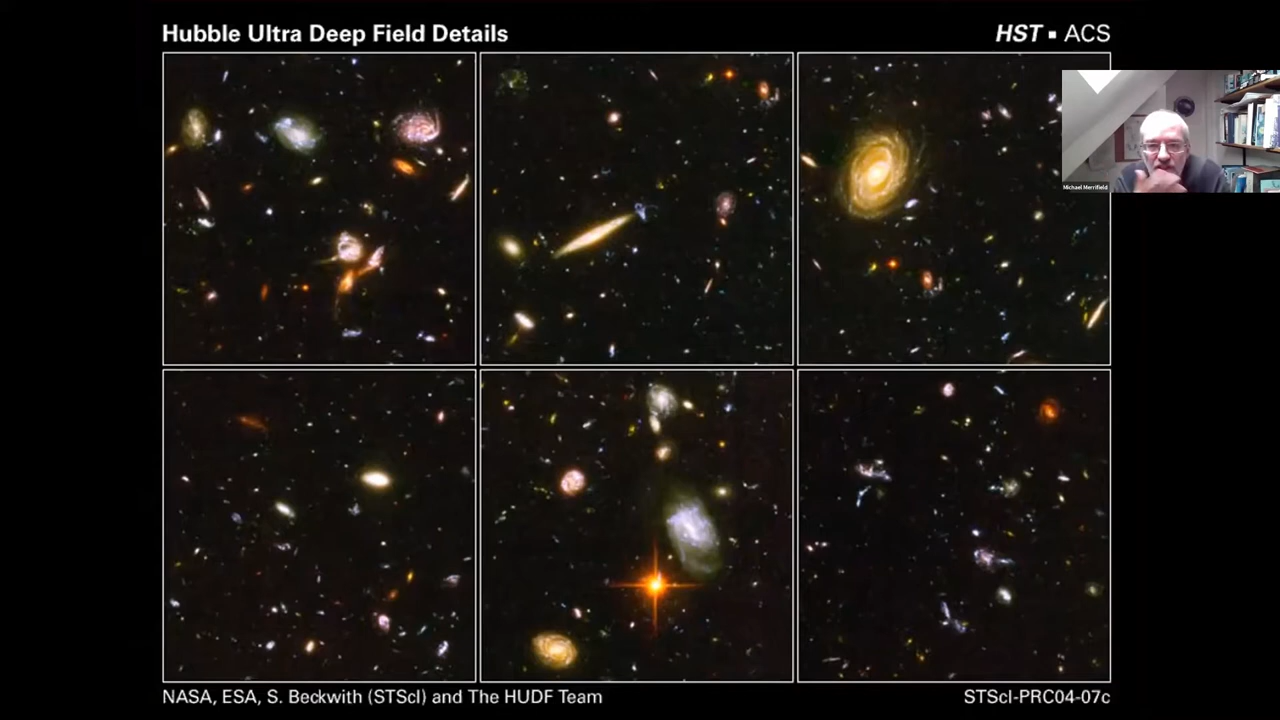 Hubble Ultra Deep Field Details
HST ▪ ACS
Michael Merrifield
NASA, ESA, S. Beckwith (STScI) and The HUDF Team
STScI-PRC04-07c